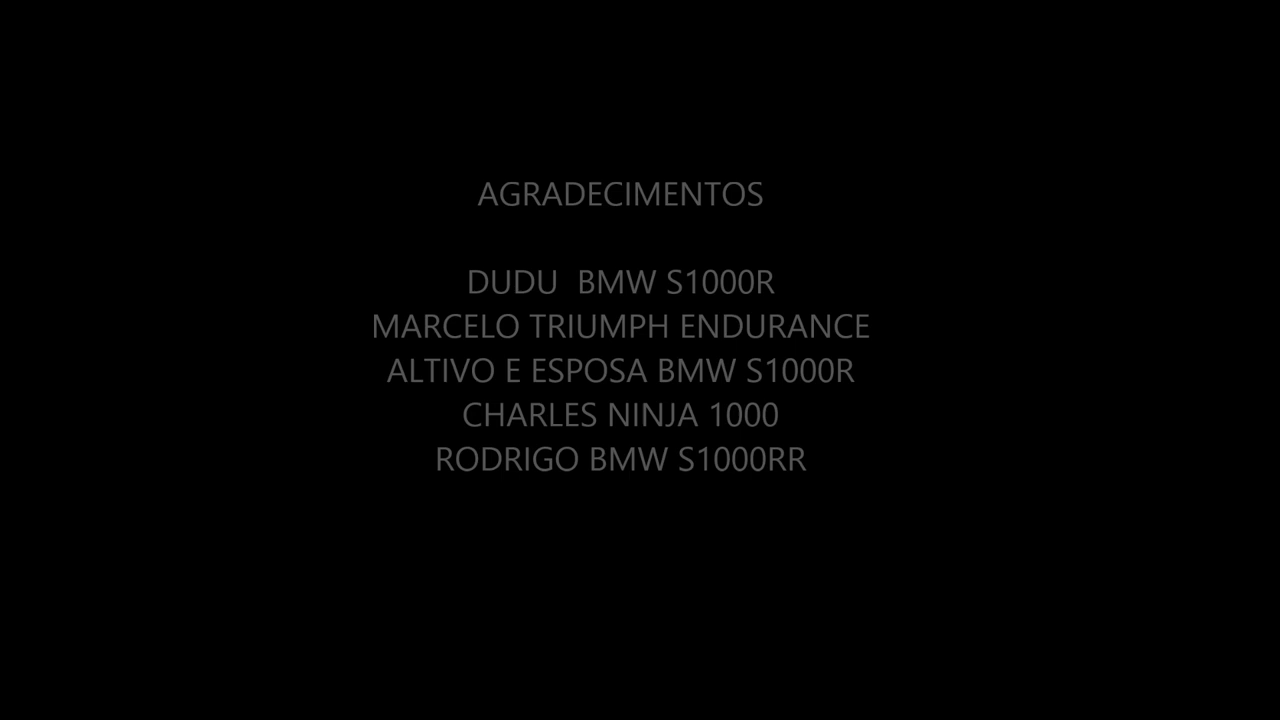 AGRADECIMENTOS
DUDU  BMW S1000R
MARCELO TRIUMPH ENDURANCE
ALTIVO E ESPOSA BMW S1000R
CHARLES NINJA 1000
RODRIGO BMW S1000RR